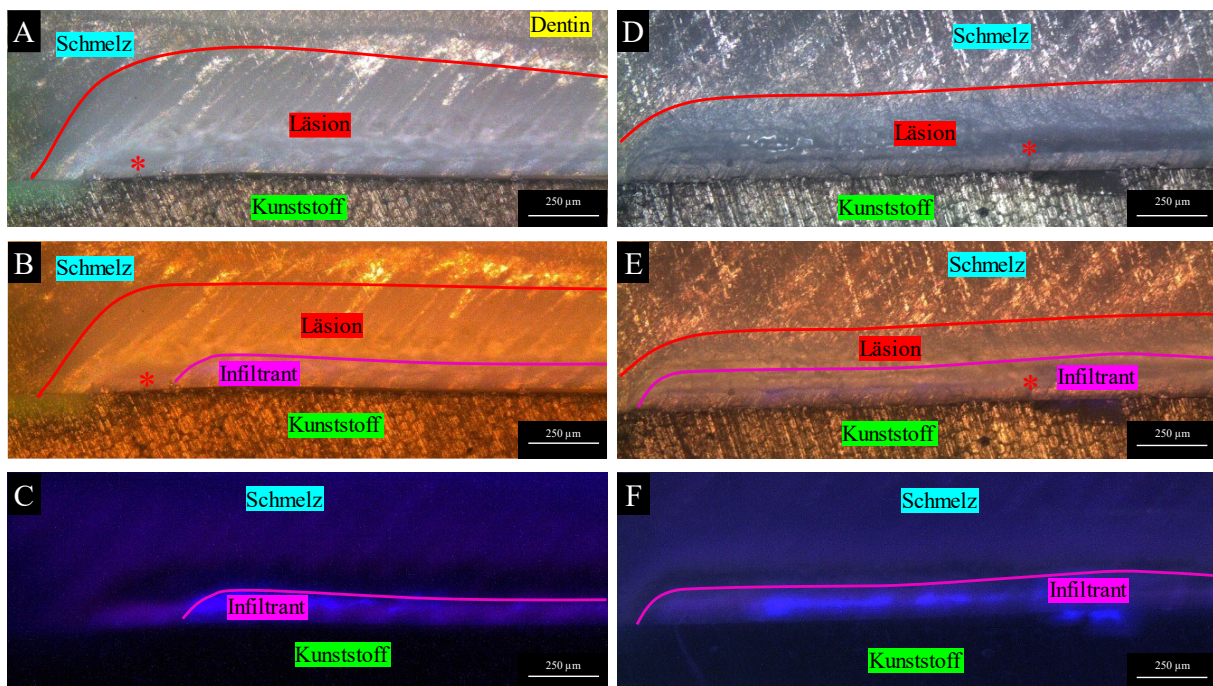 A
Schmelz
Dentin
Läsion
*
Kunststoff
250 µm
B
Schmelz
Läsion
Infiltrant
*
Kunststoff
250 µm
C
Schmelz
Infiltrant
Kunststoff
250 µm
D
Schmelz
Läsion
*
Kunststoff
250 µm
E
Schmelz
Läsion
Infiltrant
*
Kunststoff
250 µm
F
Schmelz
Infiltrant
Kunststoff
250 µm